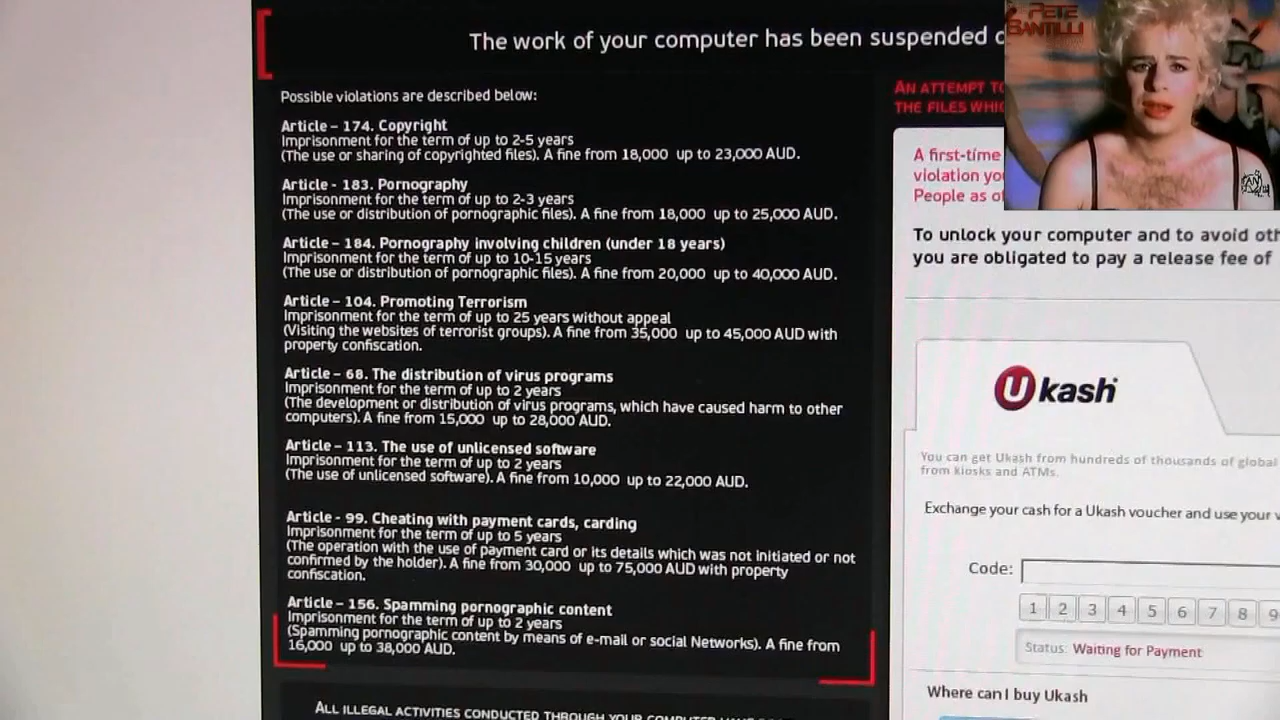 The work of your computer has been suspended
Possible violations are described below:
Article – 174. Copyright
Imprisonment for the term of up to 2-5 years
(The use or sharing of copyrighted files). A fine from 18,000 up to 23,000 AUD.
Article - 183. Pornography
Imprisonment for the term of up to 2-3 years
(The use or distribution of pornographic files). A fine from 18,000 up to 25,000 AUD.
Article - 184. Pornography involving children (under 18 years)
Imprisonment for the term of up to 10-15 years
(The use or distribution of pornographic files). A fine from 20,000 up to 40,000 AUD.
Article – 104. Promoting Terrorism
Imprisonment for the term of up to 25 years without appeal
(Visiting the websites of terrorist groups). A fine from 35,000 up to 45,000 AUD with
property confiscation.
Article – 68. The distribution of virus programs
Imprisonment for the term of up to 2 years
(The development or distribution of virus programs, which have caused harm to other
computers). A fine from 15,000 up to 28,000 AUD.
Article – 113. The use of unlicensed software
Imprisonment for the term of up to 2 years
(The use of unlicensed software). A fine from 10,000 up to 22,000 AUD.
Article - 99. Cheating with payment cards, carding
Imprisonment for the term of up to 5 years
(The operation with the use of payment card or its details which was not initiated or not
confirmed by the holder). A fine from 30,000 up to 75,000 AUD with property
confiscation.
Article – 156. Spamming pornographic content
Imprisonment for the term of up to 2 years
(Spamming pornographic content by means of e-mail or social Networks). A fine from
16,000 up to 38,000 AUD.
ALL ILLEGAL ACTIVITIES CONDUCTED THROUGH YOUR COMPUTER
PETE
BANTILLI
AN ATTEMPT TO
THE FILES
A first-time
violation
People as
To unlock your computer and to avoid
you are obligated to pay a release fee of
Ukash
You can get Ukash from hundreds of thousands of global
from kiosks and ATMs.
Exchange your cash for a Ukash voucher and use your
Code:
1 2 3 4 5 6 7 8 9
Status: Waiting for Payment
Where can I buy Ukash